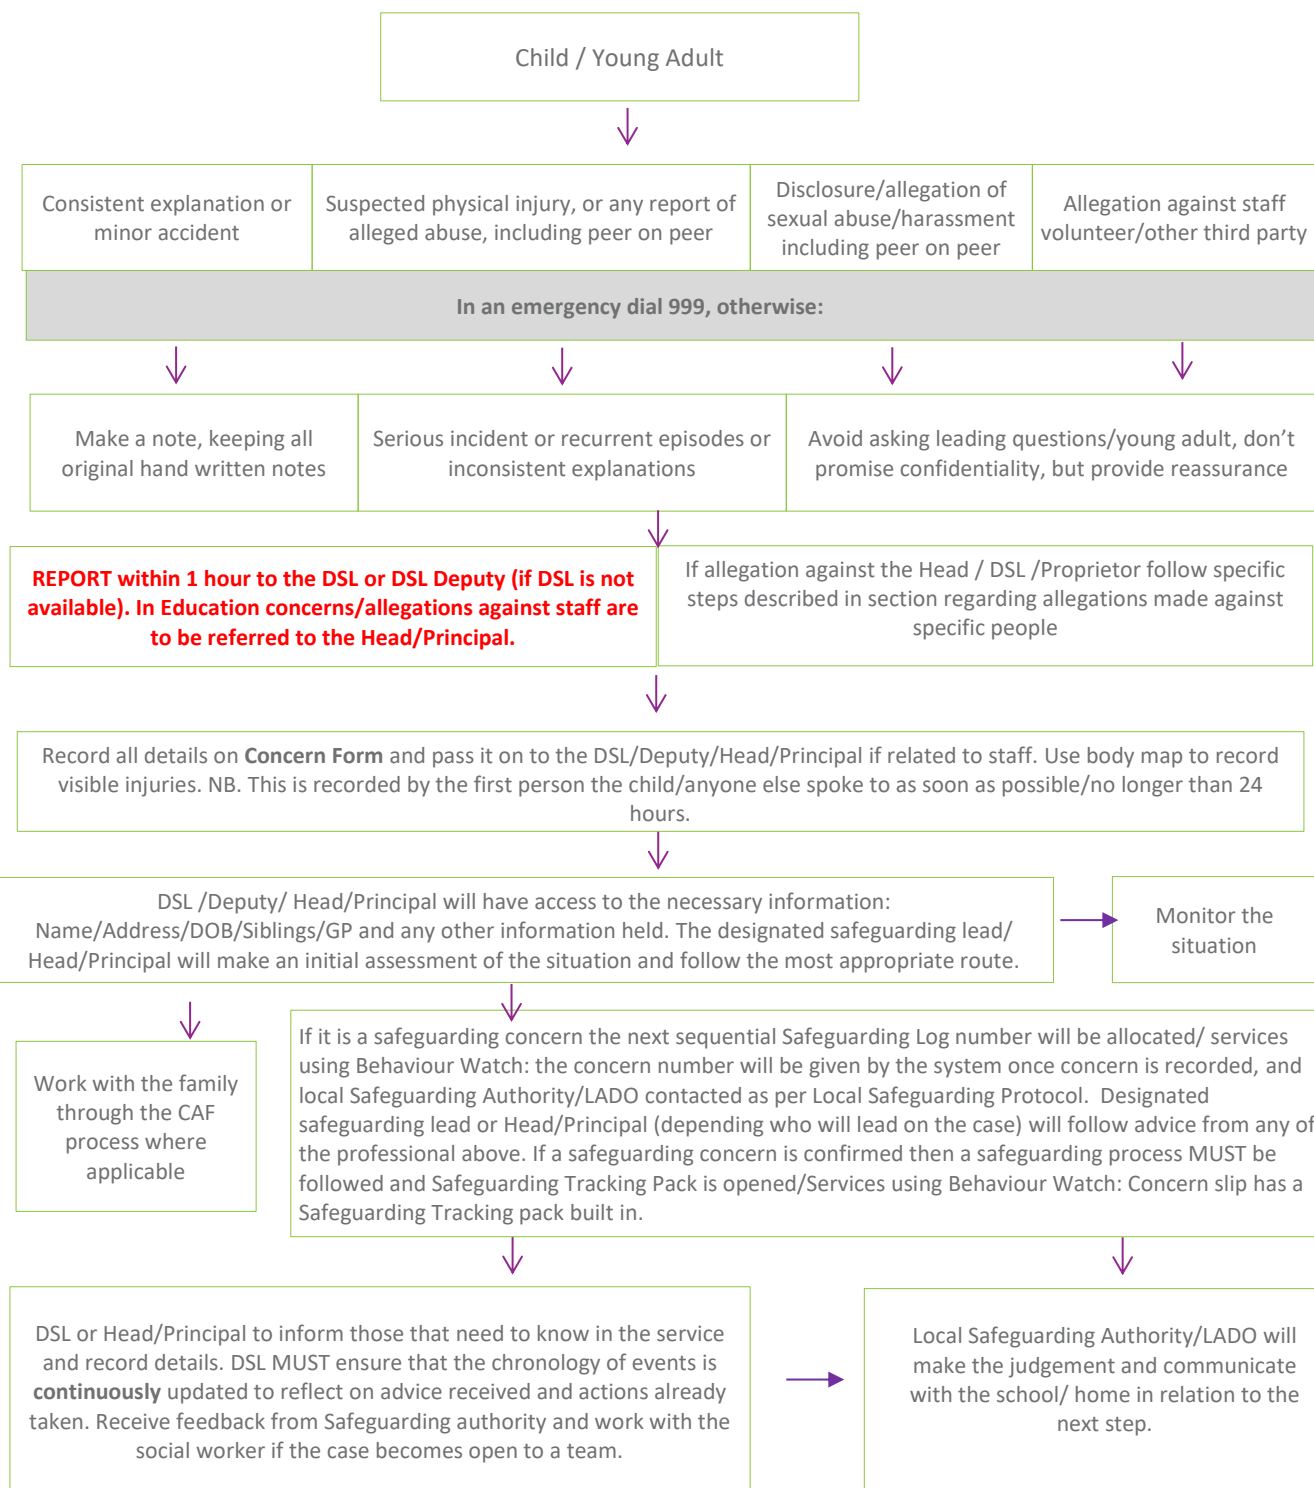 Child / Young Adult
Consistent explanation or
minor accident
Suspected physical injury, or any report of
alleged abuse, including peer on peer
Disclosure/allegation of
sexual abuse/harassment
including peer on peer
Allegation against staff
volunteer/other third party
In an emergency dial 999, otherwise:
Make a note, keeping all
original hand written notes
Serious incident or recurrent episodes or
inconsistent explanations
Avoid asking leading questions/young adult, don’t
promise confidentiality, but provide reassurance
REPORT within 1 hour to the DSL or DSL Deputy (if DSL is not
available). In Education concerns/allegations against staff are
to be referred to the Head/Principal.
If allegation against the Head / DSL /Proprietor follow specific
steps described in section regarding allegations made against
specific people
Record all details on Concern Form and pass it on to the DSL/Deputy/Head/Principal if related to staff. Use body map to record
visible injuries. NB. This is recorded by the first person the child/anyone else spoke to as soon as possible/no longer than 24
hours.
DSL /Deputy/ Head/Principal will have access to the necessary information:
Name/Address/DOB/Siblings/GP and any other information held. The designated safeguarding lead/
Head/Principal will make an initial assessment of the situation and follow the most appropriate route.
Monitor the
situation
Work with the family
through the CAF
process where
applicable
If it is a safeguarding concern the next sequential Safeguarding Log number will be allocated/ services
using Behaviour Watch: the concern number will be given by the system once concern is recorded, and
local Safeguarding Authority/LADO contacted as per Local Safeguarding Protocol.  Designated
safeguarding lead or Head/Principal (depending who will lead on the case) will follow advice from any of
the professional above. If a safeguarding concern is confirmed then a safeguarding process MUST be
followed and Safeguarding Tracking Pack is opened/Services using Behaviour Watch: Concern slip has a
Safeguarding Tracking pack built in.
DSL or Head/Principal to inform those that need to know in the service
and record details. DSL MUST ensure that the chronology of events is
continuously updated to reflect on advice received and actions already
taken. Receive feedback from Safeguarding authority and work with the
social worker if the case becomes open to a team.
Local Safeguarding Authority/LADO will
make the judgement and communicate
with the school/ home in relation to the
next step.